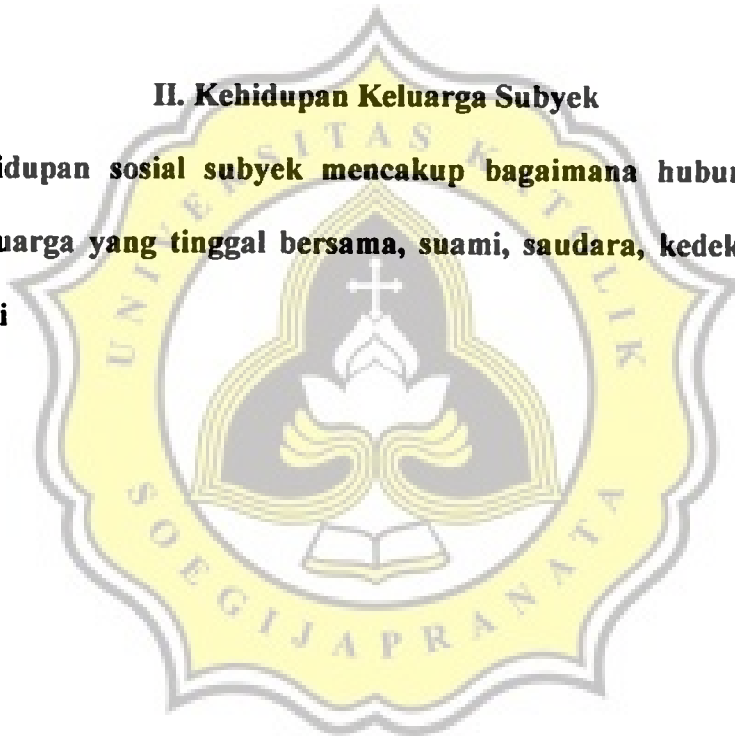 II. Kehidupan Keluarga Subyek
idupan sosial subyek mencakup bagaimana hubu
uarga yang tinggal bersama, suami, saudara, kedek
i
UNIVERSITAS KATOLIK
SOEGIJAPRANATA